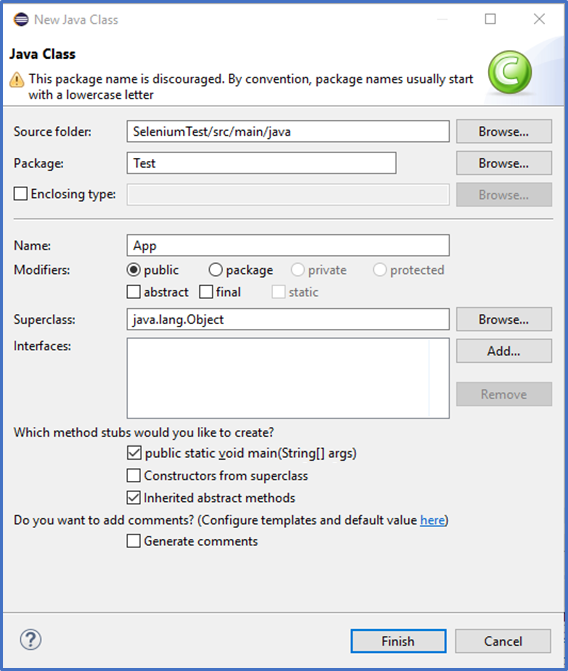 New Java Class
Java Class
This package name is discouraged. By convention, package names usually start
with a lowercase letter
Source folder: SeleniumTest/src/main/java Browse...
Package: Test Browse...
Enclosing type: Browse...
Name: App
Modifiers: public package private protected
abstract final static
Superclass: java.lang.Object Browse...
Interfaces: Add...
Remove
Which method stubs would you like to create?
public static void main(String[] args)
Constructors from superclass
Inherited abstract methods
Do you want to add comments? (Configure templates and default value here)
Generate comments
? Finish Cancel